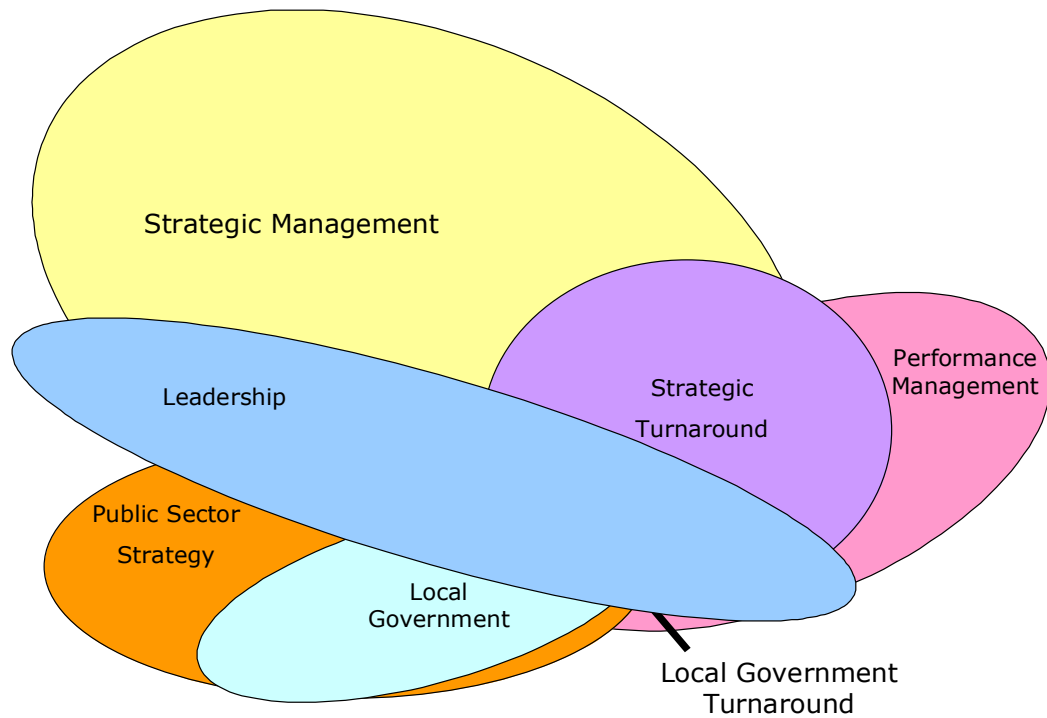 Strategic Management
Performance
Management
Strategic
Turnaround
Leadership
Public Sector
Strategy
Local
Government
Local Government
Turnaround